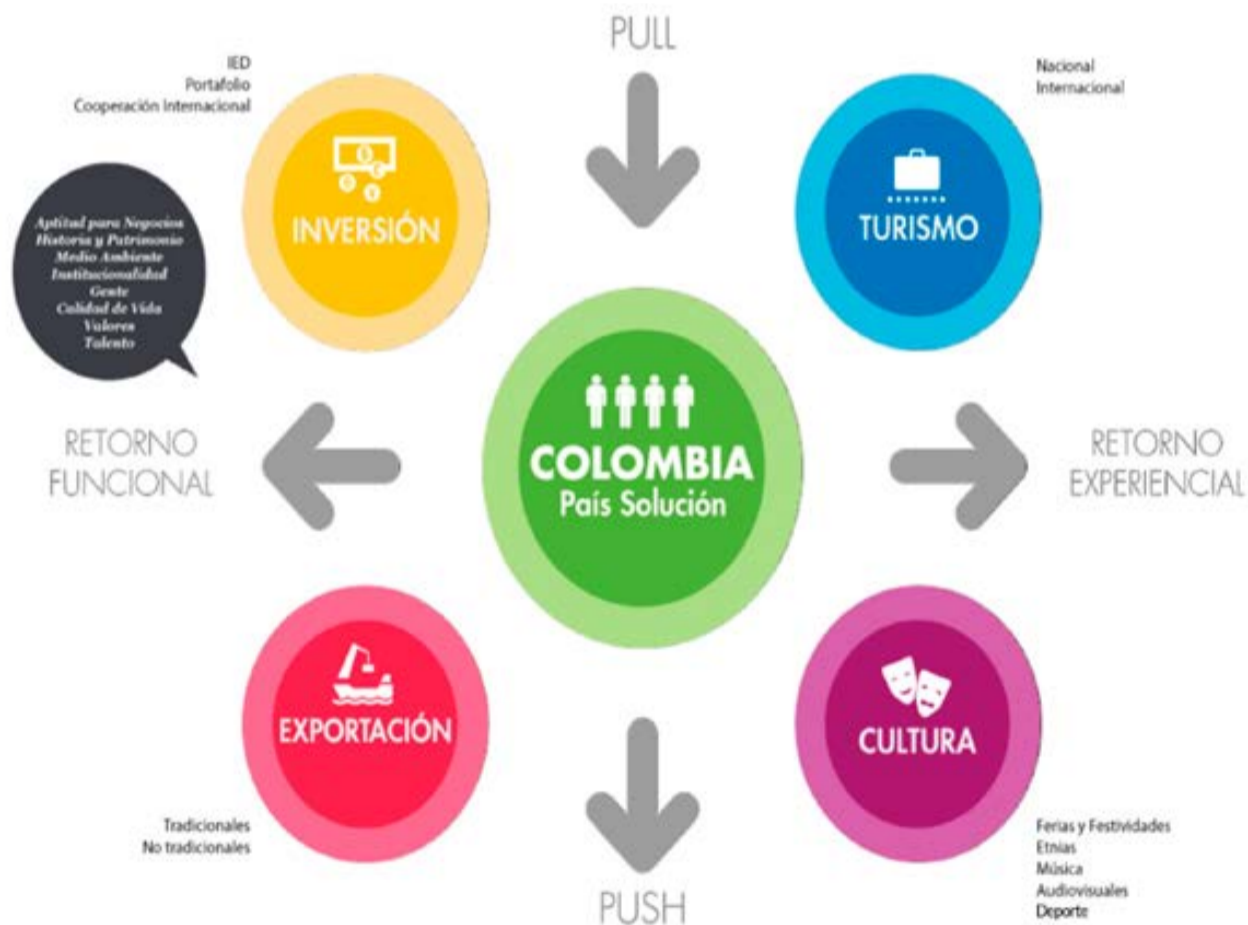 PULL
IED
Portafolio
Cooperación Internacional
Nacional
Internacional
INVERSIÓN
TURISMO
Aptitud para Negocios
Historia y Patrimonio
Medio Ambiente
Institucionalidad
Gente
Calidad de Vida
Valores
Talento
RETORNO
FUNCIONAL
COLOMBIA
País Solución
RETORNO
EXPERIENCIAL
EXPORTACIÓN
CULTURA
Tradicionales
No tradicionales
Ferias y Festividades
Etnias
Música
Audiovisuales
Deporte
PUSH